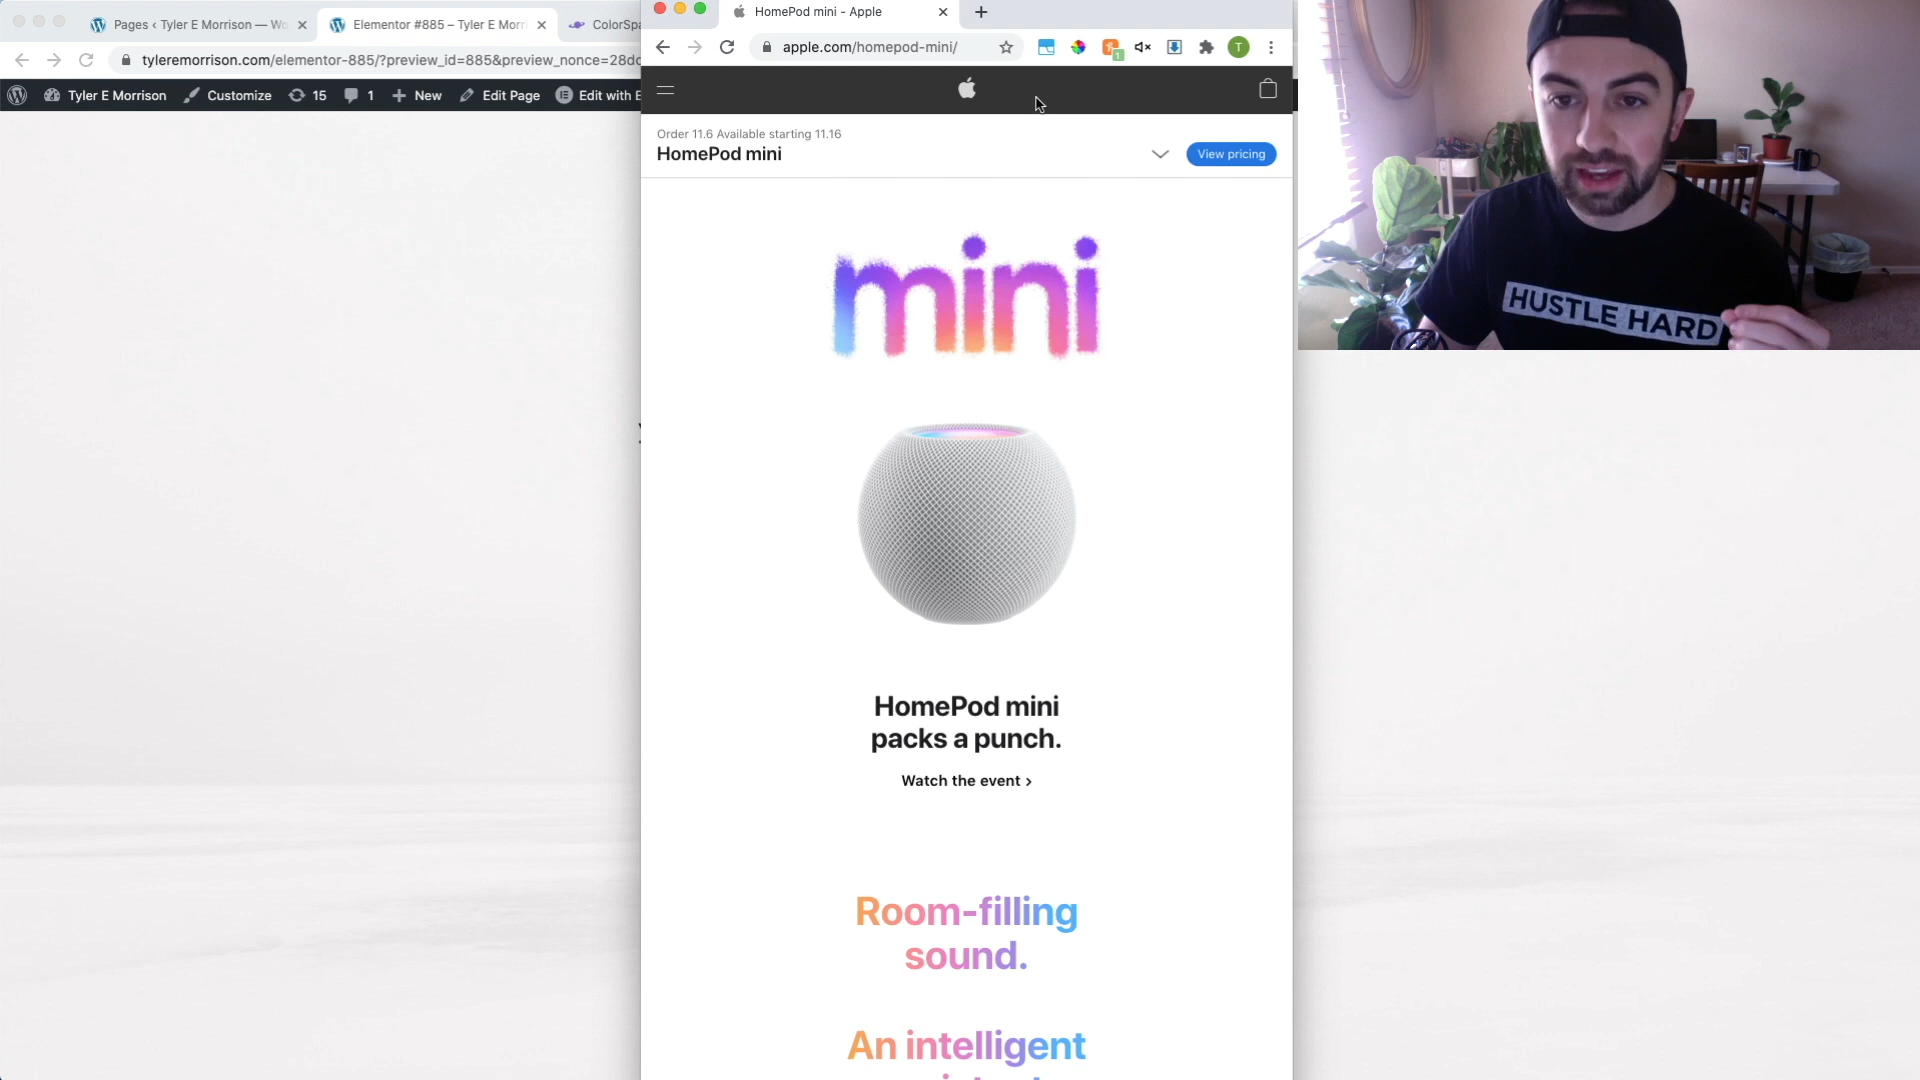 Pages ‹ Tyler E Morrison — Wo
Elementor #885 – Tyler E Morri
ColorSpa
tyleremorrison.com/elementor-885/?preview_id=885&preview_nonce=28dc
Tyler E Morrison
Customize
15
1
New
Edit Page
Edit with E
HomePod mini - Apple
apple.com/homepod-mini/
1
T
Order 11.6 Available starting 11.16
HomePod mini
View pricing
mini
HomePod mini
packs a punch.
Watch the event ›
Room-filling
sound.
An intelligent
HUSTLE HARD